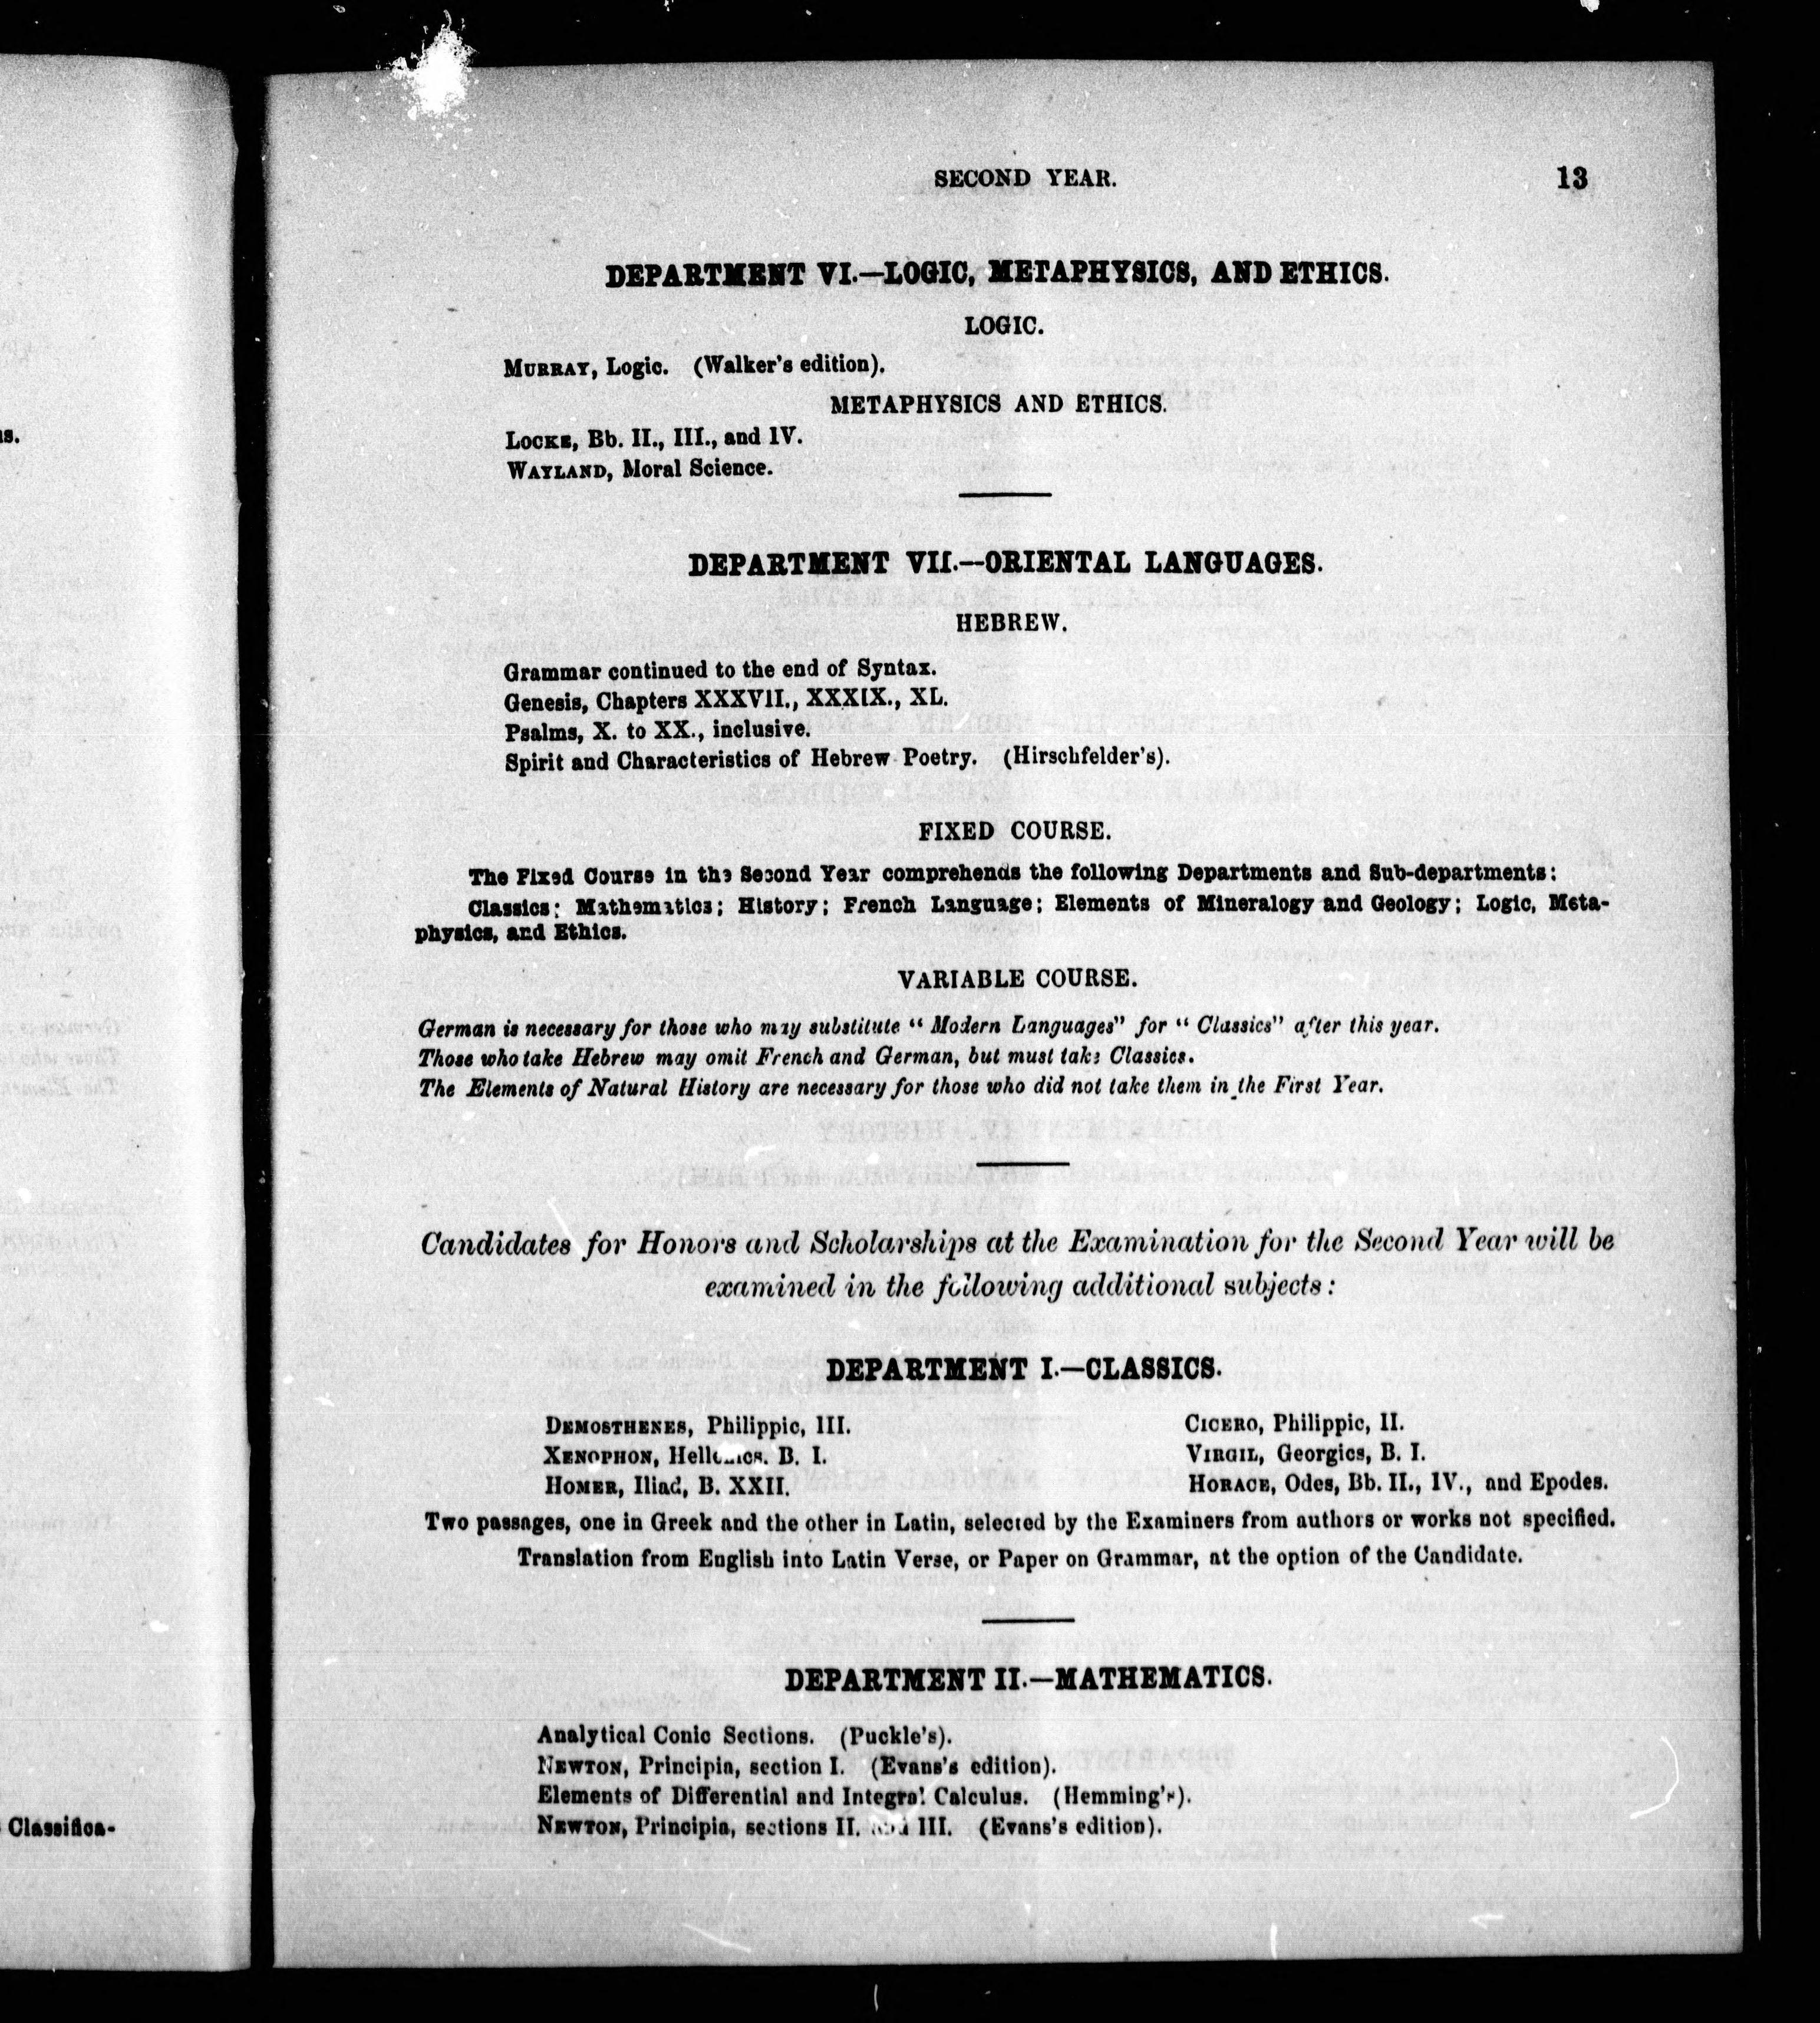 SECOND YEAR. 13
DEPARTMENT VI.—LOGIC, METAPHYSICS, AND ETHICS.
LOGIC.
MURRAY, Logic. (Walker's edition).
METAPHYSICS AND ETHICS.
LOCKE, Bb. II., III., and IV.
WAYLAND, Moral Science.
DEPARTMENT VII.—ORIENTAL LANGUAGES.
HEBREW.
Grammar continued to the end of Syntax.
Genesis, Chapters XXXVII., XXXIX., XL.
Psalms, X. to XX., inclusive.
Spirit and Characteristics of Hebrew Poetry. (Hirschfelder's).
FIXED COURSE.
The Fixed Course in the Second Year comprehends the following Departments and Sub-departments:
Classics; Mathematics; History; French Language; Elements of Mineralogy and Geology; Logic, Meta-
physics, and Ethics.
VARIABLE COURSE.
German is necessary for those who may substitute “ Modern Languages” for “ Classics” after this year.
Those who take Hebrew may omit French and German, but must take Classics.
The Elements of Natural History are necessary for those who did not take them in the First Year.
Candidates for Honors and Scholarships at the Examination for the Second Year will be
examined in the following additional subjects:
DEPARTMENT I.—CLASSICS.
DEMOSTHENES, Philippic, III.
XENOPHON, Hellenics. B. I.
HOMER, Iliad, B. XXII.
CICERO, Philippic, II.
VIRGIL, Georgics, B. I.
HORACE, Odes, Bb. II., IV., and Epodes.
Two passages, one in Greek and the other in Latin, selected by the Examiners from authors or works not specified.
Translation from English into Latin Verse, or Paper on Grammar, at the option of the Candidate.
DEPARTMENT II.—MATHEMATICS.
Analytical Conic Sections. (Puckle's).
NEWTON, Principia, section I. (Evans's edition).
Elements of Differential and Integral Calculus. (Hemming's).
NEWTON, Principia, sections II. and III. (Evans's edition).
Classifica-